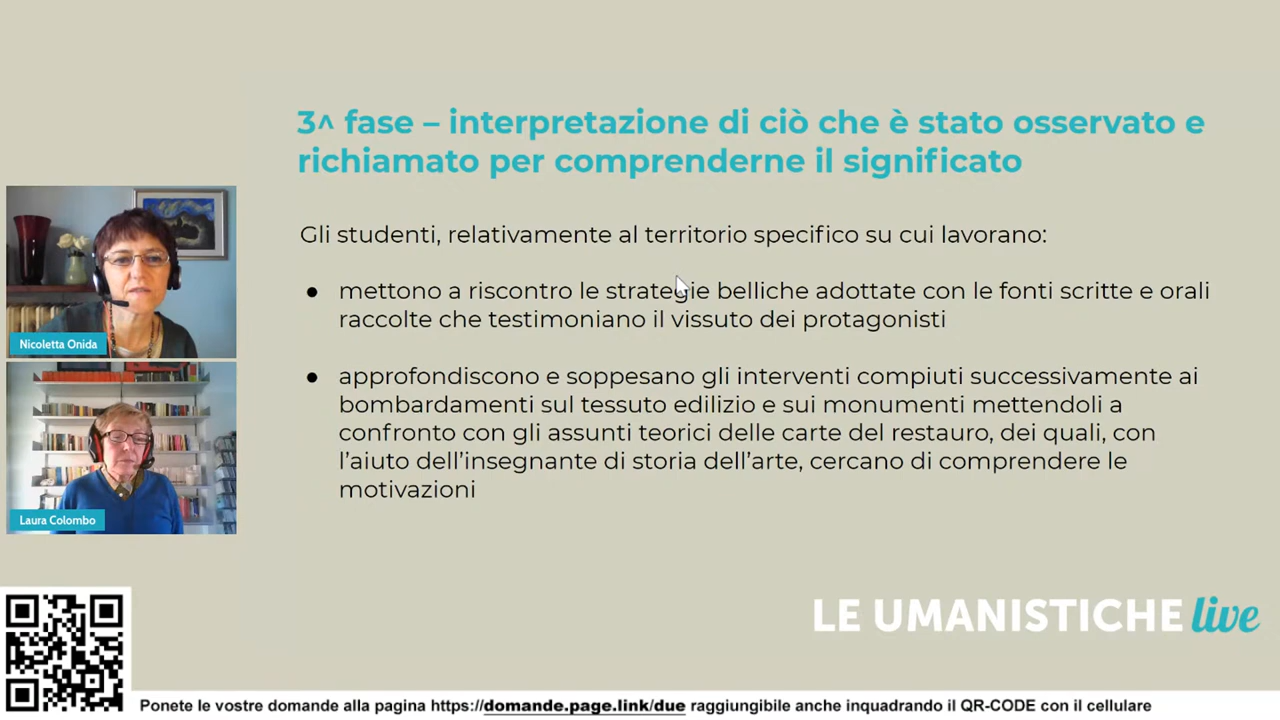 3^ fase – interpretazione di ciò che è stato osservato e
richiamato per comprenderne il significato
Gli studenti, relativamente al territorio specifico su cui lavorano:
● mettono a riscontro le strategie belliche adottate con le fonti scritte e orali
raccolte che testimoniano il vissuto dei protagonisti
● approfondiscono e soppesano gli interventi compiuti successivamente ai
bombardamenti sul tessuto edilizio e sui monumenti mettendoli a
confronto con gli assunti teorici delle carte del restauro, dei quali, con
l’aiuto dell’insegnante di storia dell’arte, cercano di comprendere le
motivazioni
Nicoletta Onida
Laura Colombo
LE UMANISTICHE live
Ponete le vostre domande alla pagina https://domande.page.link/due raggiungibile anche inquadrando il QR-CODE con il cellulare